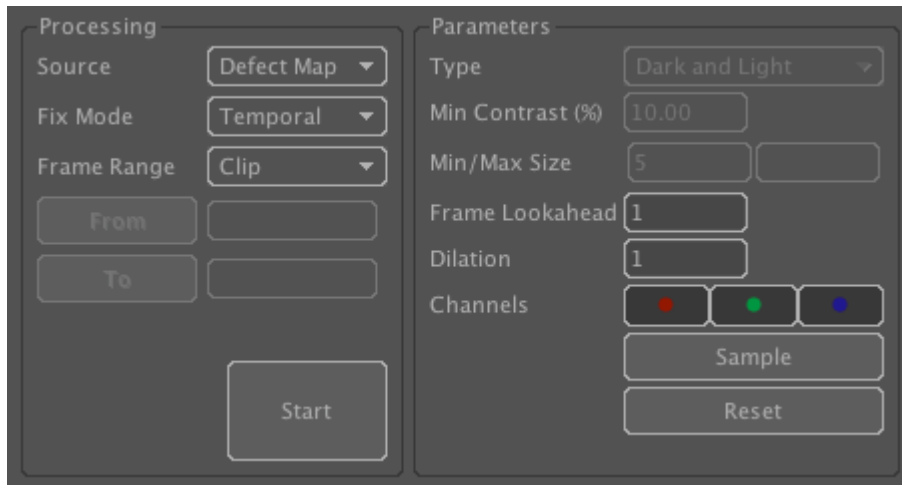 Processing
Source Defect Map
Fix Mode Temporal
Frame Range Clip
From
To
Start
Parameters
Type Dark and Light
Min Contrast (%) 10.00
Min/Max Size 5
Frame Lookahead 1
Dilation 1
Channels
Sample
Reset